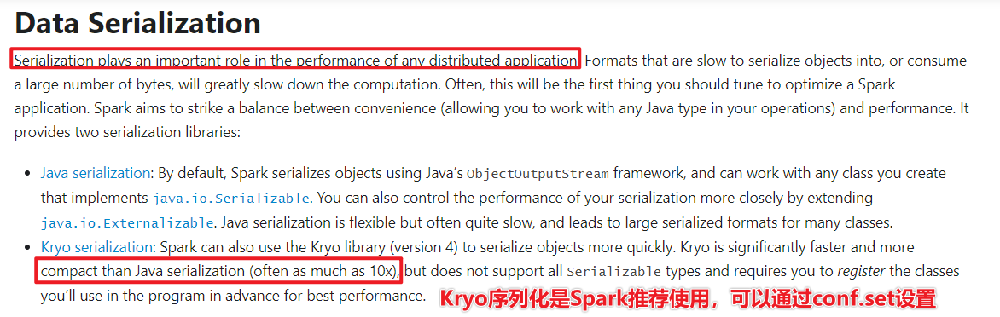 Data Serialization
Serialization plays an important role in the performance of any distributed application. Formats that are slow to serialize objects into, or consume
a large number of bytes, will greatly slow down the computation. Often, this will be the first thing you should tune to optimize a Spark
application. Spark aims to strike a balance between convenience (allowing you to work with any Java type in your operations) and performance. It
provides two serialization libraries:
• Java serialization: By default, Spark serializes objects using Java’s ObjectOutputStream framework, and can work with any class you create
that implements java.io.Serializable. You can also control the performance of your serialization more closely by extending
java.io.Externalizable. Java serialization is flexible but often quite slow, and leads to large serialized formats for many classes.
• Kryo serialization: Spark can also use the Kryo library (version 4) to serialize objects more quickly. Kryo is significantly faster and more
compact than Java serialization (often as much as 10x), but does not support all Serializable types and requires you to register the classes
you’ll use in the program in advance for best performance.
Kryo序列化是Spark推荐使用，可以通过conf.set设置